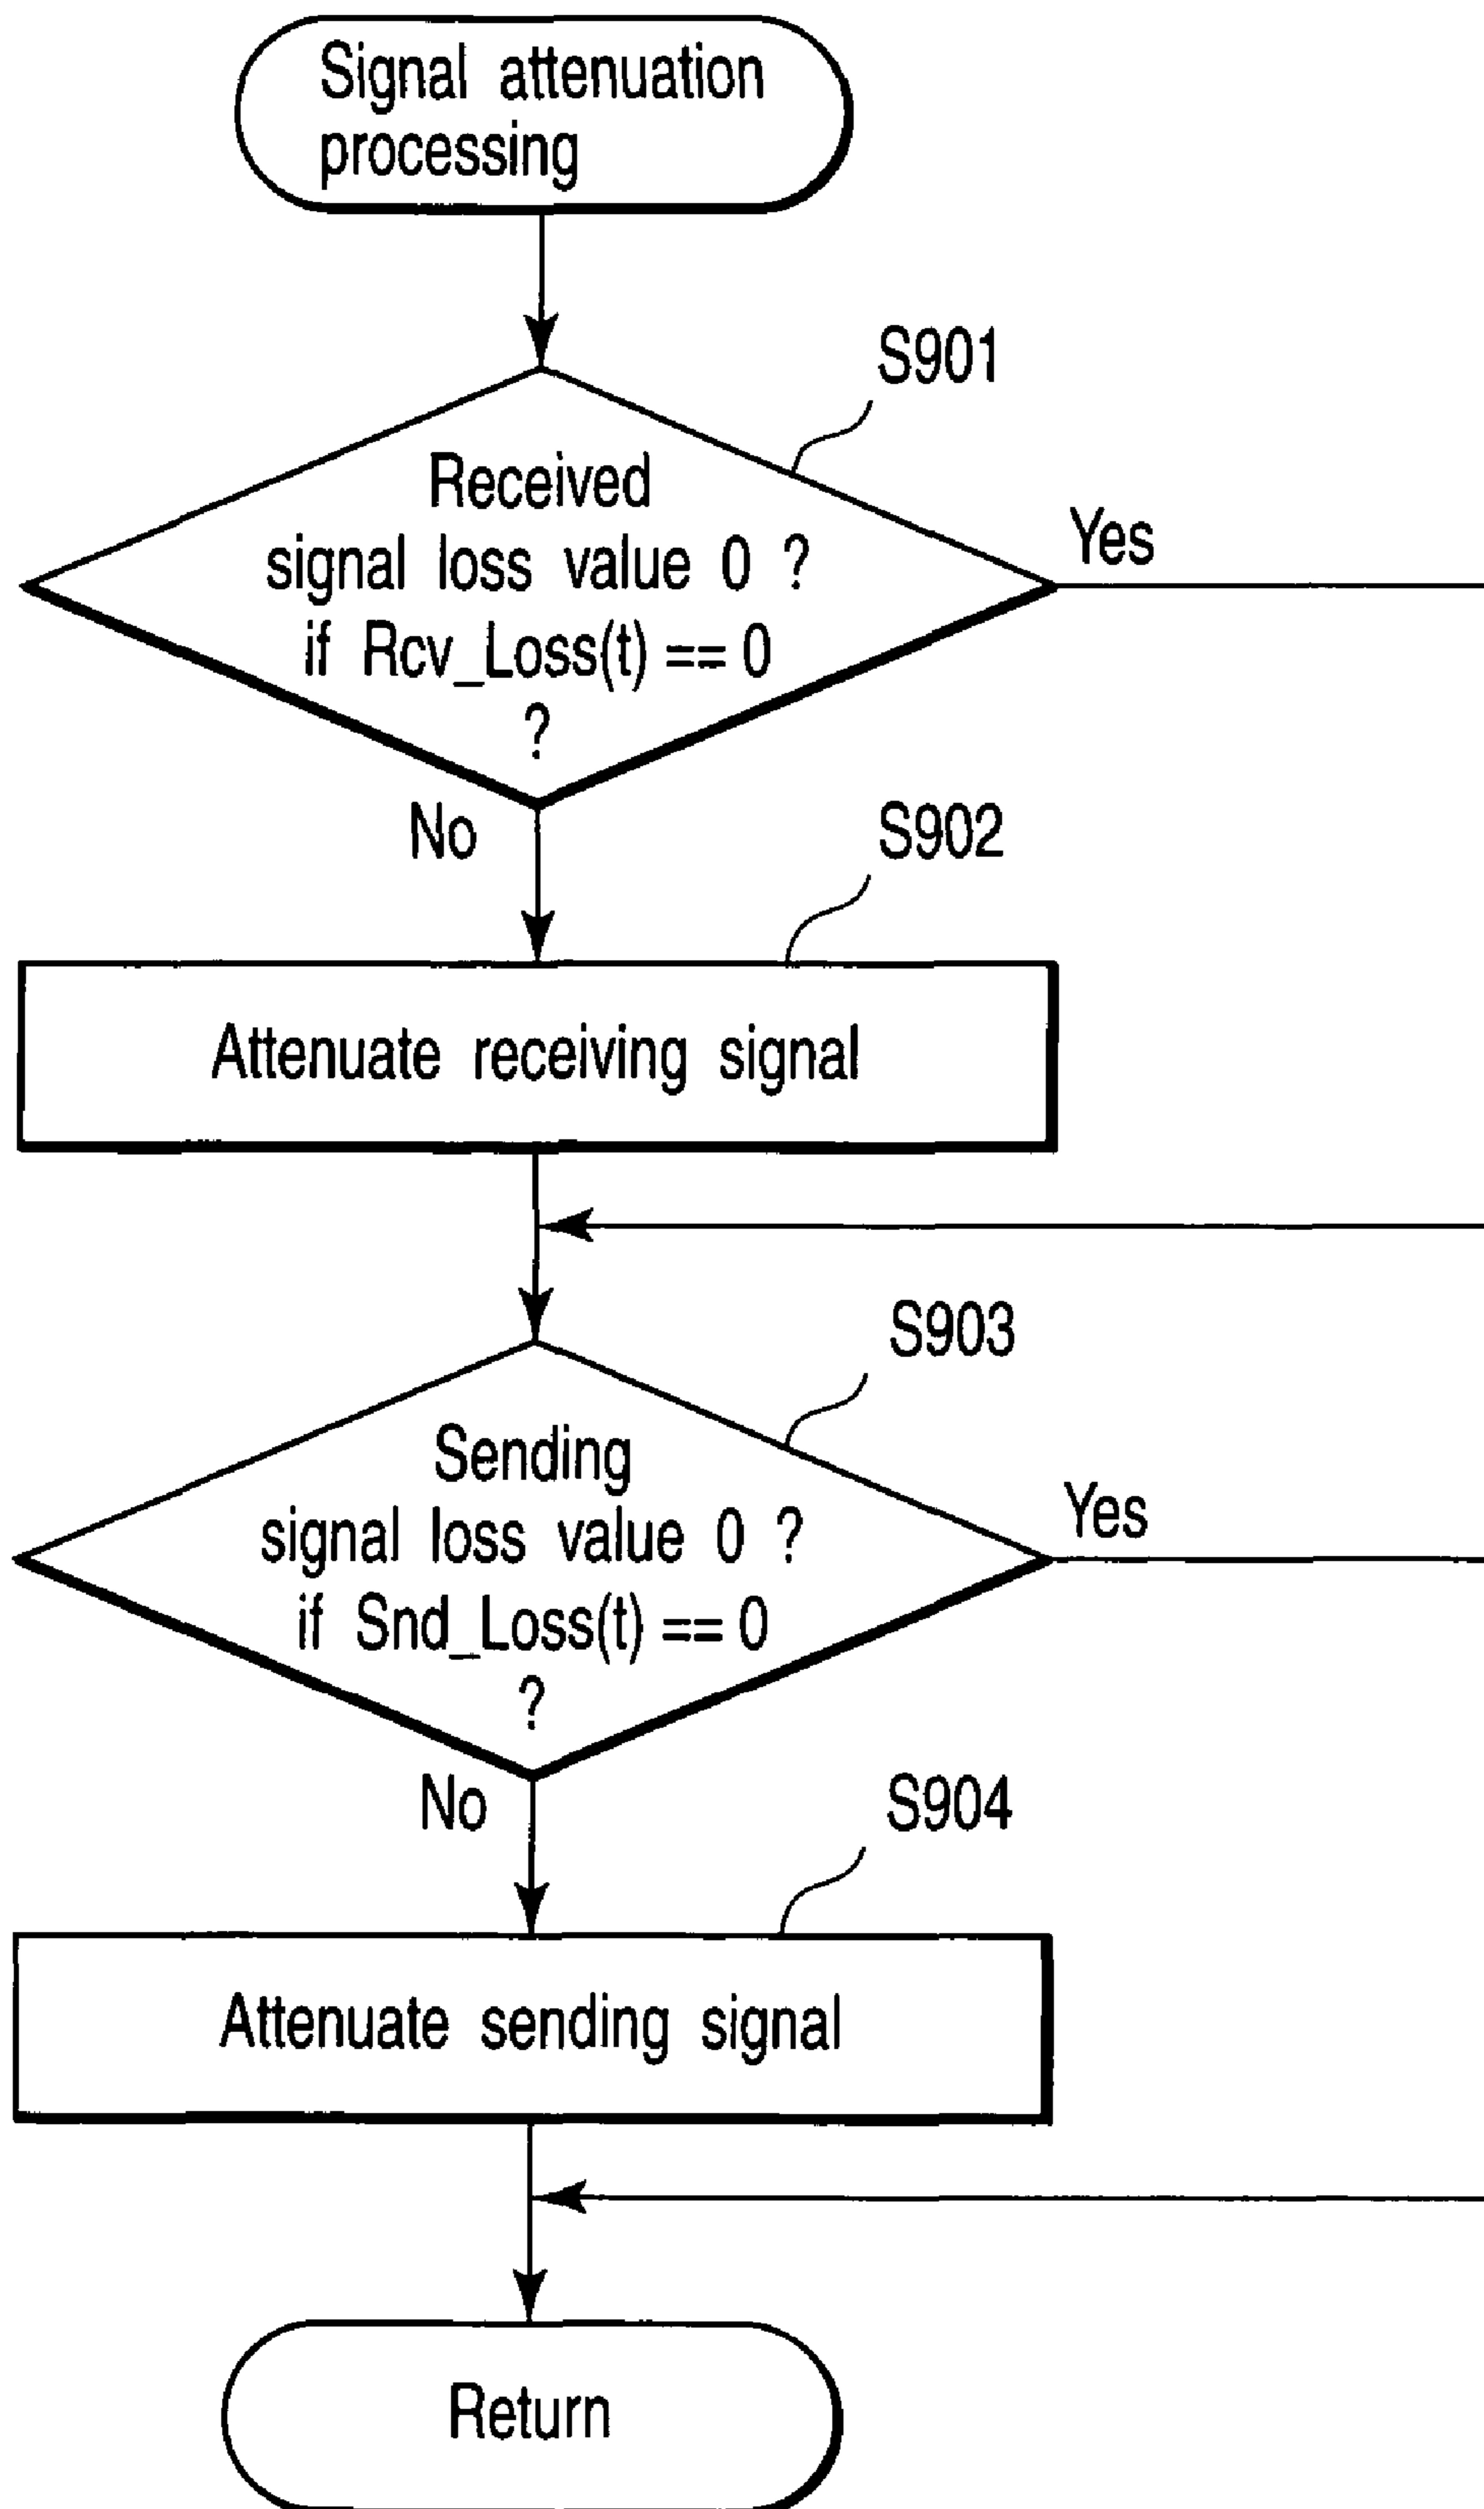 Signal attenuation
processing
S901
Received
signal loss value 0 ?
if Rcv_Loss(t) == 0
?
Yes
No
S902
Attenuate receiving signal
S903
Sending
signal loss value 0 ?
if Snd_Loss(t) == 0
?
Yes
No
S904
Attenuate sending signal
Return